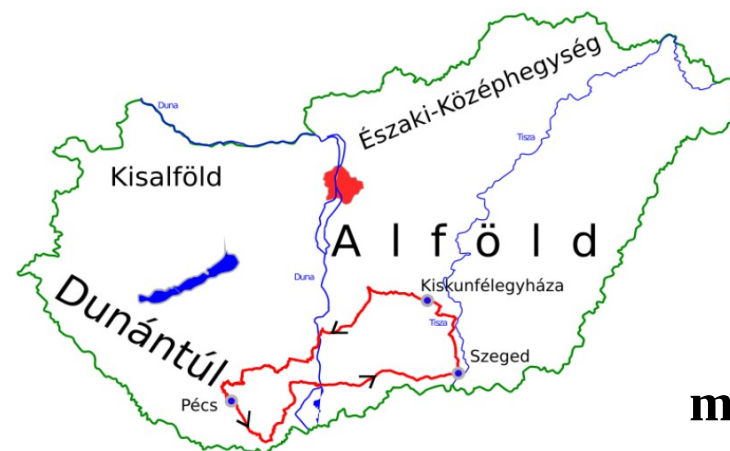 Északi-Középhegység
Duna
Tisza
Kisalföld
Alföld
Duna
Kiskunfélegyháza
Dunántúl
Tisza
Szeged
Pécs
m